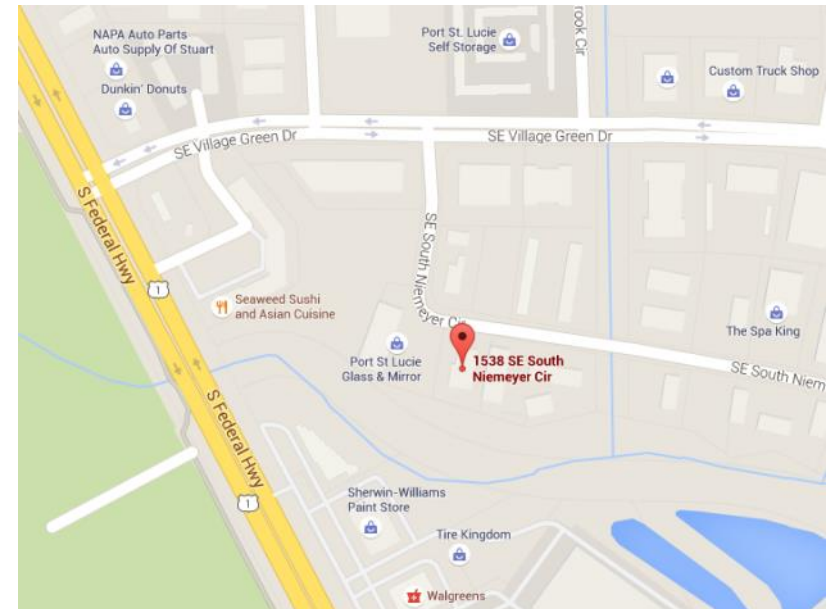 NAPA Auto Parts
Auto Supply Of Stuart
Port St. Lucie
Self Storage
rook Cir
Custom Truck Shop
Dunkin' Donuts
SE Village Green Dr
SE Village Green Dr
S Federal Hwy
SE South Niemeyer Cir
1
Seaweed Sushi
and Asian Cuisine
The Spa King
Port St Lucie
Glass & Mirror
1538 SE South
Niemeyer Cir
SE South Niem
S Federal Hwy
1
Sherwin-Williams
Paint Store
Tire Kingdom
Walgreens